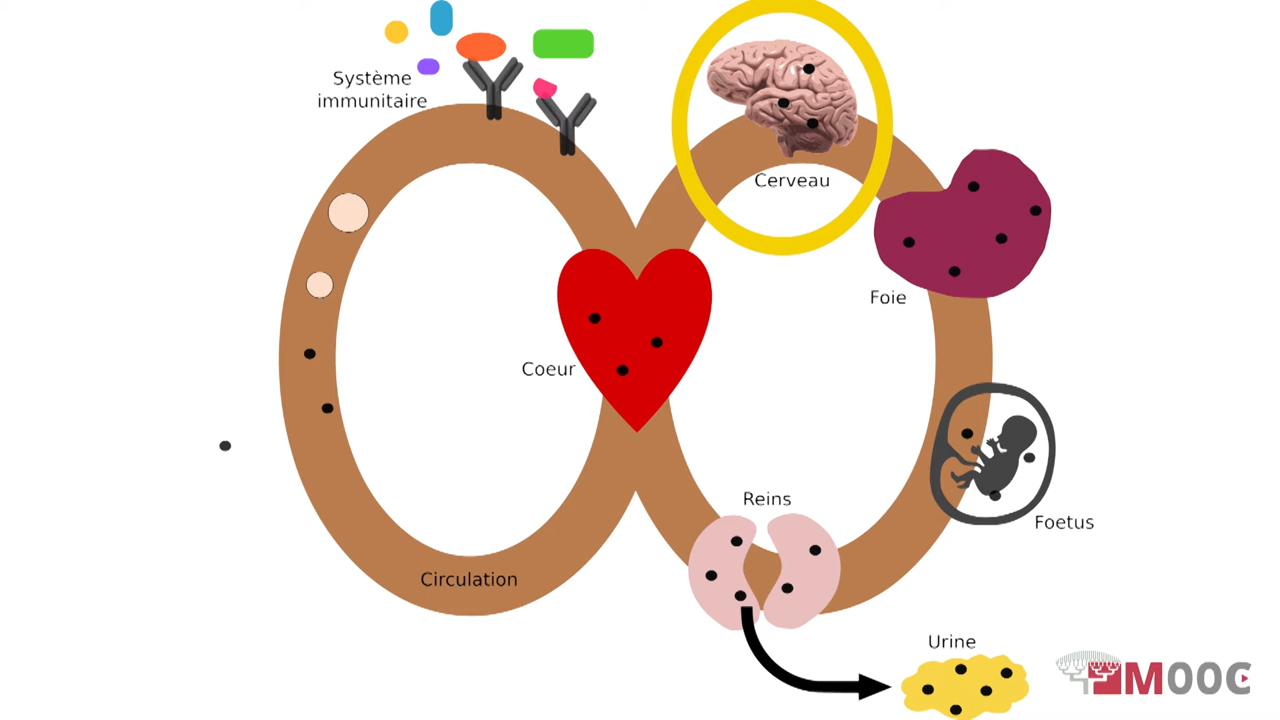 Système
immunitaire
Cerveau
Foie
Coeur
Reins
Foetus
Circulation
Urine
MOOC